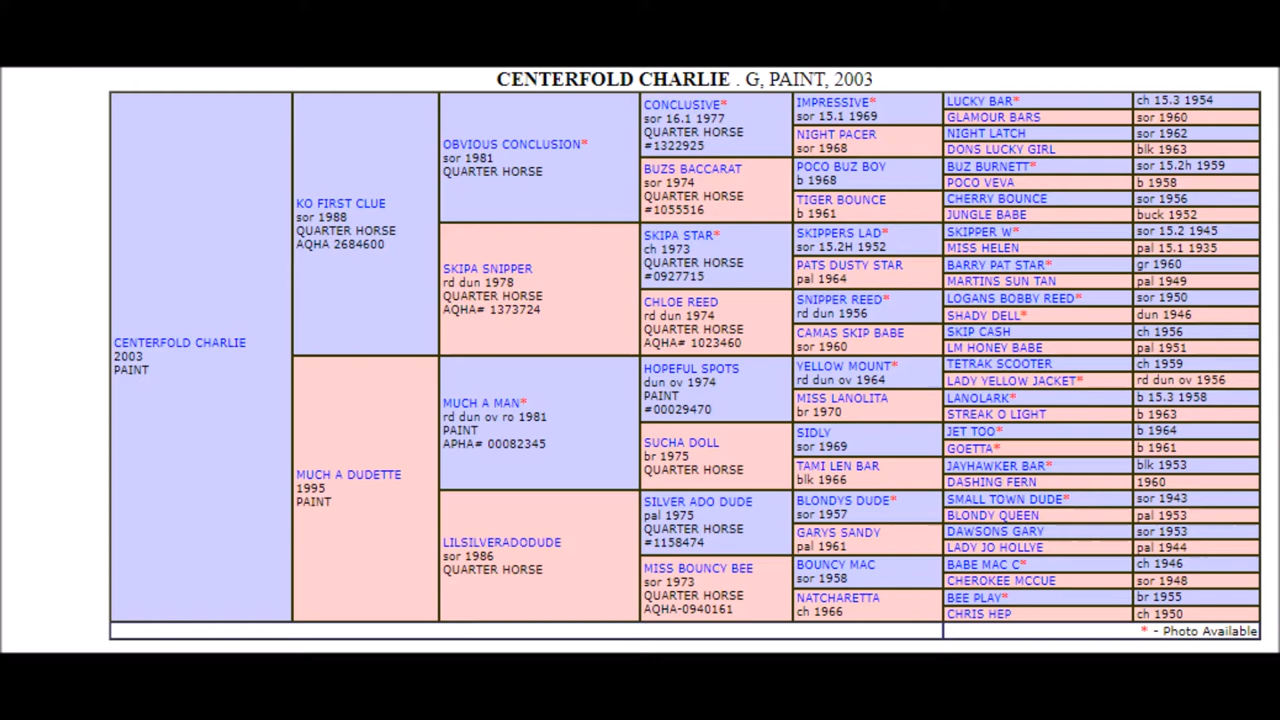 CENTERFOLD CHARLIE . G, PAINT, 2003
CENTERFOLD CHARLIE
2003
PAINT
KO FIRST CLUE
sor 1988
QUARTER HORSE
AQHA 2684600
MUCH A DUDETTE
1995
PAINT
OBVIOUS CONCLUSION*
sor 1981
QUARTER HORSE
SKIPA SNIPPER
rd dun 1978
QUARTER HORSE
AQHA# 1373724
MUCH A MAN*
rd dun ov ro 1981
PAINT
APHA# 00082345
LILSILVERADODUDE
sor 1986
QUARTER HORSE
CONCLUSIVE*
sor 16.1 1977
QUARTER HORSE
#1322925
BUZS BACCARAT
sor 1974
QUARTER HORSE
#1055516
SKIPA STAR*
ch 1973
QUARTER HORSE
#0927715
CHLOE REED
rd dun 1974
QUARTER HORSE
AQHA# 1023460
HOPEFUL SPOTS
dun ov 1974
PAINT
#00029470
SUCHA DOLL
br 1975
QUARTER HORSE
SILVER ADO DUDE
pal 1975
QUARTER HORSE
#1158474
MISS BOUNCY BEE
sor 1973
QUARTER HORSE
AQHA-0940161
IMPRESSIVE*
sor 15.1 1969
NIGHT PACER
sor 1968
POCO BUZ BOY
b 1968
TIGER BOUNCE
b 1961
SKIPPERS LAD*
sor 15.2H 1952
PATS DUSTY STAR
pal 1964
SNIPPER REED*
rd dun 1956
CAMAS SKIP BABE
sor 1960
YELLOW MOUNT*
rd dun ov 1964
MISS LANOLITA
br 1970
SIDLY
sor 1969
TAMI LEN BAR
blk 1966
BLONDYS DUDE*
sor 1957
GARYS SANDY
pal 1961
BOUNCY MAC
sor 1958
NATCHARETTA
ch 1966
LUCKY BAR* ch 15.3 1954
GLAMOUR BARS sor 1960
NIGHT LATCH sor 1962
DONS LUCKY GIRL blk 1963
BUZ BURNETT* sor 15.2h 1959
POCO VEVA b 1958
CHERRY BOUNCE sor 1956
JUNGLE BABE buck 1952
SKIPPER W* sor 15.2 1945
MISS HELEN pal 15.1 1935
BARRY PAT STAR* gr 1960
MARTINS SUN TAN pal 1949
LOGANS BOBBY REED* sor 1950
SHADY DELL* dun 1946
SKIP CASH ch 1956
LM HONEY BABE pal 1951
TETRAK SCOOTER ch 1959
LADY YELLOW JACKET* rd dun ov 1956
LANOLARK* b 15.3 1958
STREAK O LIGHT b 1963
JET TOO* b 1964
GOETTA* b 1961
JAYHAWKER BAR* blk 1953
DASHING FERN 1960
SMALL TOWN DUDE* sor 1943
BLONDY QUEEN pal 1953
DAWSONS GARY sor 1953
LADY JO HOLLYE pal 1944
BABE MAC C* ch 1946
CHEROKEE MCCUE sor 1948
BEE PLAY* br 1955
CHRIS HEP ch 1950
* - Photo Available